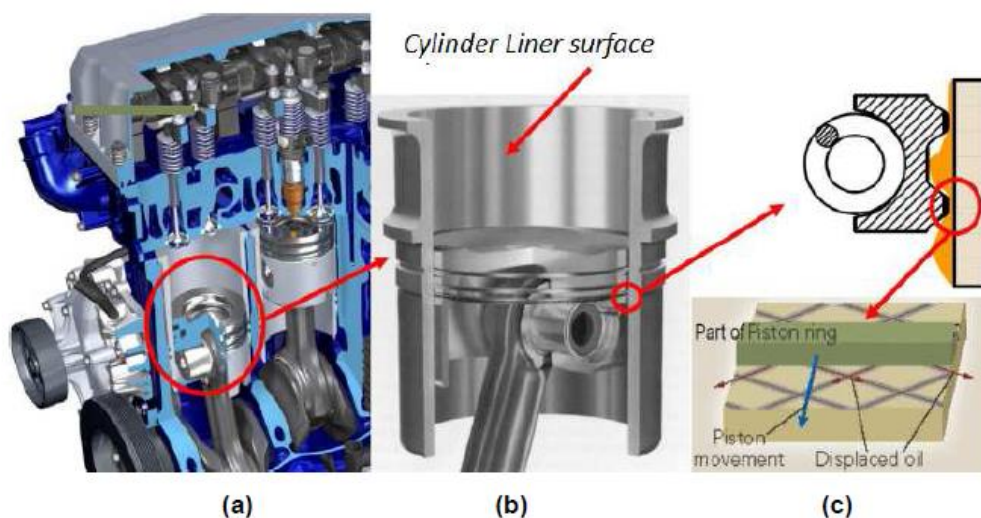 Cylinder Liner surface
Part of Piston ring
Piston
movement
Displaced oil
(a)
(b)
(c)